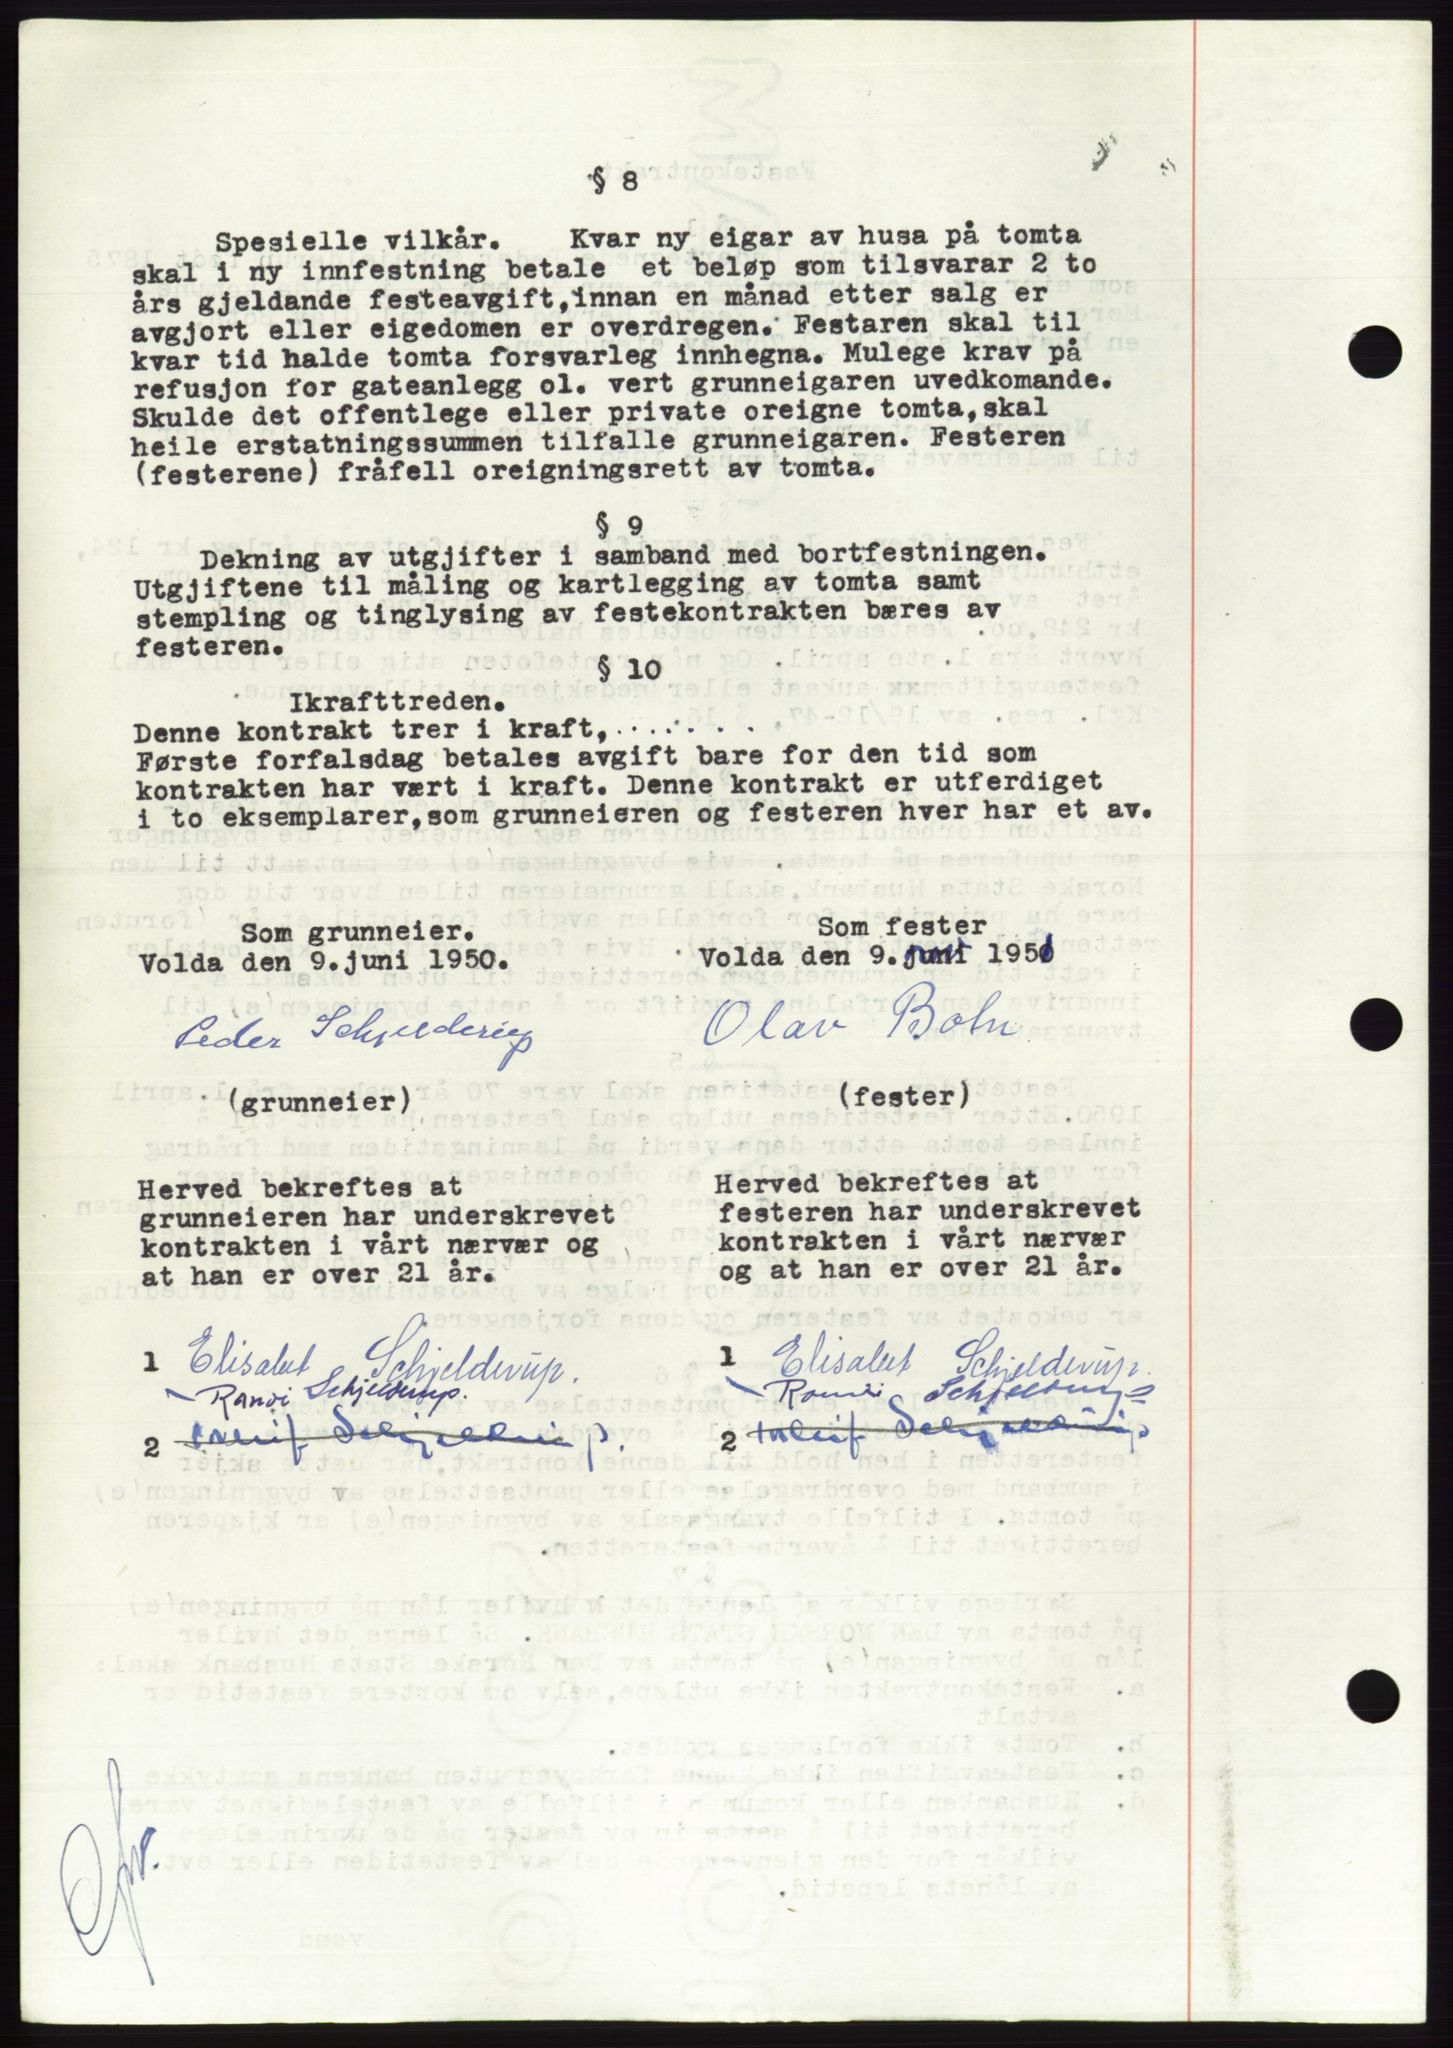 § 8
Spesielle vilkår. Kvar ny eigar av husa på tomta
skal i ny innfestning betale et beløp som tilsvarar 2 to
års gjeldande festeavgift, innan en månad etter salg er
avgjort eller eigedomen er overdregen. Festaren skal til
kvar tid halde tomta forsvarleg innhegna. Mulege krav på
refusjon for gateanlegg ol. vert grunneigaren uvedkomande.
Skulde det offentlege eller private oreigne tomta, skal
heile erstatningssummen tilfalle grunneigaren. Festeren
(festerene) fråfell oreigningsrett av tomta.
§ 9
Dekning av utgjifter i samband med bortfestningen.
Utgjiftene til måling og kartlegging av tomta samt
stempling og tinglysing av festekontrakten bæres av
festeren.
§ 10
Ikrafttreden.
Denne kontrakt trer i kraft,.......
Første forfalsdag betales avgift bare for den tid som
kontrakten har vært i kraft. Denne kontrakt er utferdiget
i to eksemplarer, som grunneieren og festeren hver har et av.
Som grunneier.
Volda den 9.juni 1950.
Peder Schjelderup
(grunneier)
Herved bekreftes at
grunneieren har underskrevet
kontrakten i vårt nærvær og
at han er over 21 år.
1 Elisabet Schjelderup.
Randi Schjelderup.
2 Schjelderup.
Som fester
Volda den 9. 1951
Olav Bohn
(fester)
Herved bekreftes at
festeren har underskrevet
kontrakten i vårt nærvær
og at han er over 21 år.
1 Elisabet Schjelderup.
Randi Schjelderup
2 Schjelderup